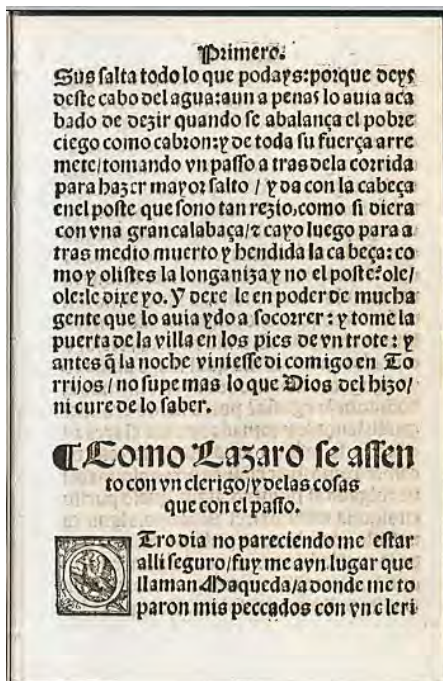 Primero.
Sus salta todo lo que podays:porque deys
deste cabo del agua:aun a penas lo auia aca
bado de dezir quando se abalança el pobre
ciego como cabron:y de toda su fuerça arre
mete/tomando vn passo a tras dela corrida
para hazer mayor salto / y da con la cabeça
enel poste que sono tan rezio,como si diera
con vna gran calabaça/⁊ cayo luego para a
tras medio muerto y hendida la cabeça: co
mo y olistes la longaniza y no el poste?ole/
ole:le dixe yo. Y dexe le en poder de mucha
gente que lo auia ydo a socorrer : y tome la
puerta de la villa en los pies de vn trote : y
antes q̃ la noche viniesse di comigo en To
rrijos / no supe mas lo que Dios del hizo/
ni cure de lo saber.
¶ Como Lazaro se assen
to con vn clerigo/y delas cosas
que con el passo.
OTro dia no pareciendo me estar
alli seguro/fuy me a vn lugar que
llaman Maqueda/a donde me to
paron mis peccados con vn cleri